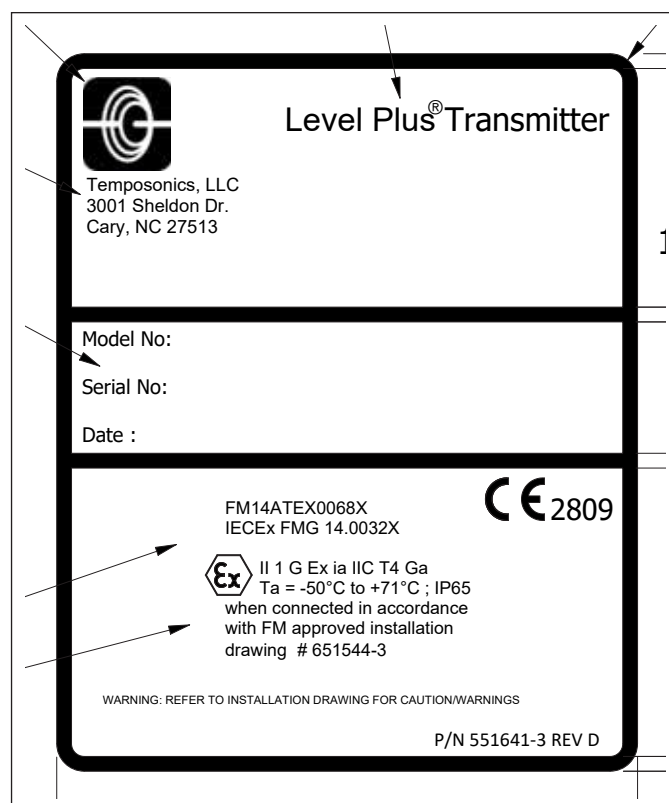 Level Plus® Transmitter
Temposonics, LLC
3001 Sheldon Dr.
Cary, NC 27513
1
Model No:
Serial No:
Date :
CE 2809
FM14ATEX0068X
IECEx FMG 14.0032X
Ex II 1 G Ex ia IIC T4 Ga
Ta = -50°C to +71°C ; IP65
when connected in accordance
with FM approved installation
drawing # 651544-3
WARNING: REFER TO INSTALLATION DRAWING FOR CAUTION/WARNINGS
P/N 551641-3 REV D